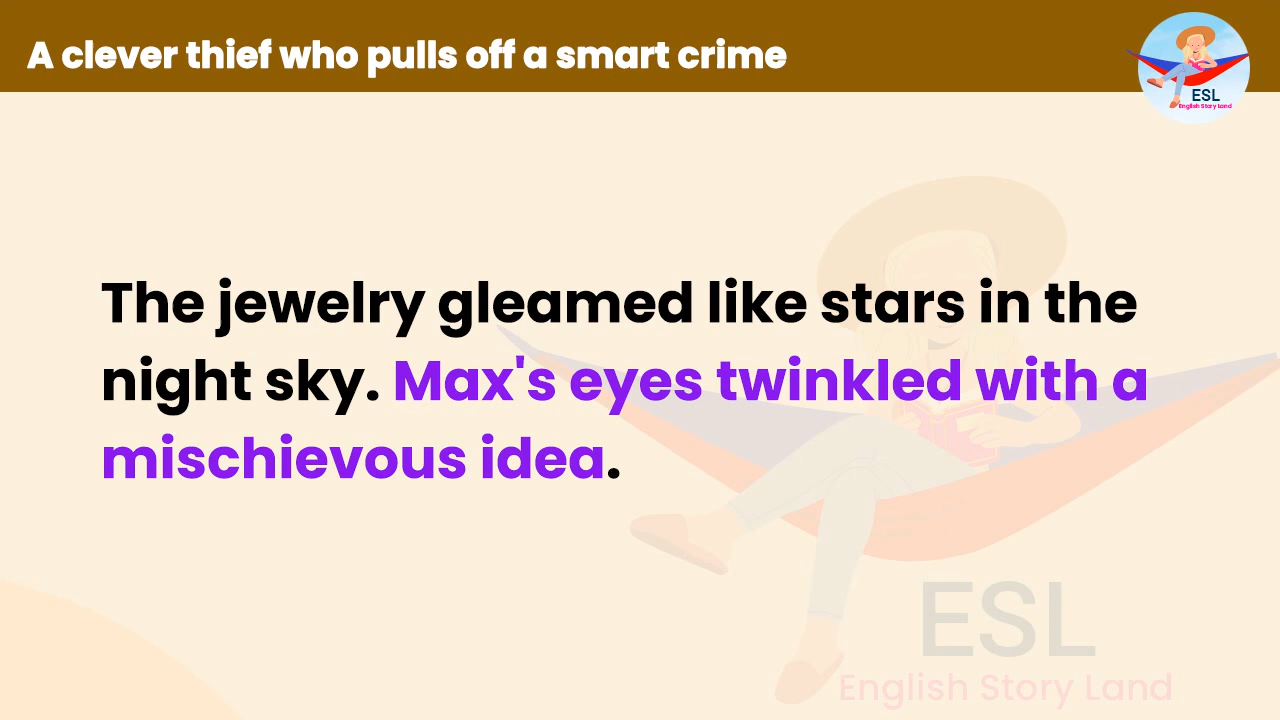 A clever thief who pulls off a smart crime
ESL
English Story Land
The jewelry gleamed like stars in the
night sky. Max's eyes twinkled with a
mischievous idea.
ESL
English Story Land